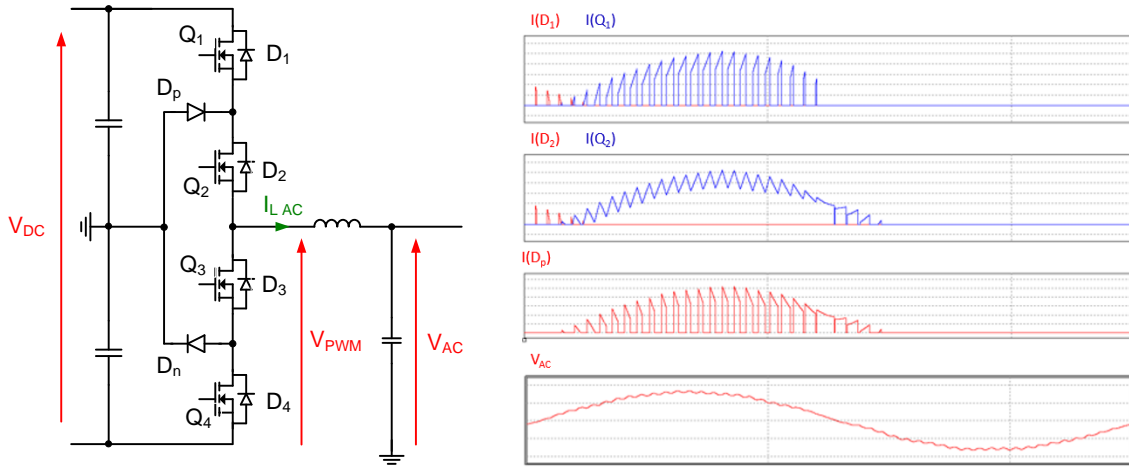 Q1
D1
Dp
Q2
D2
IL AC
VDC
Q3
D3
VPWM
VAC
Dn
Q4
D4
I(D1) I(Q1)
I(D2) I(Q2)
I(Dp)
VAC